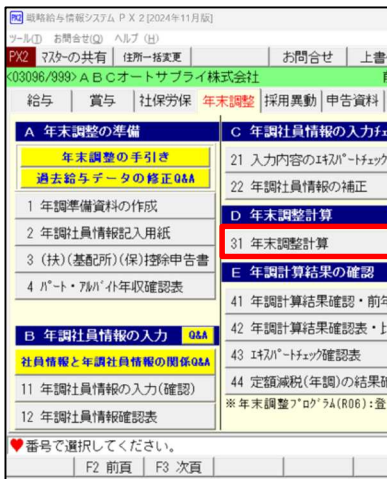 PX2 戦略給与情報システム PX2[2024年11月版]
ツール(T) お問合せ(Q) ヘルプ(H)
PX2 マスターの共有 住所一括変更 お問合せ 上書
<03096/999>ABCオートサプライ株式会社
給与 賞与 社保労保 年末調整 採用異動 申告資料
A 年末調整の準備
年末調整の手引き
過去給与データの修正Q&A
1 年調準備資料の作成
2 年調社員情報記入用紙
3 (扶)(基配所)(保)控除申告書
4 パート・アルバイト年収確認表
B 年調社員情報の入力 Q&A
社員情報と年調社員情報の関係Q&A
11 年調社員情報の入力(確認)
12 年調社員情報確認表
C 年調社員情報の入力チェ
21 入力内容のエキスパートチェック
22 年調社員情報の補正
D 年末調整計算
31 年末調整計算
E 年調計算結果の確認
41 年調計算結果確認・前年
42 年調計算結果確認表・
43 エキスパートチェック確認表
44 定額減税(年調)の結果確
※年末調整プログラム(R06):登
♥番号で選択してください。
F2 前頁 F3 次頁